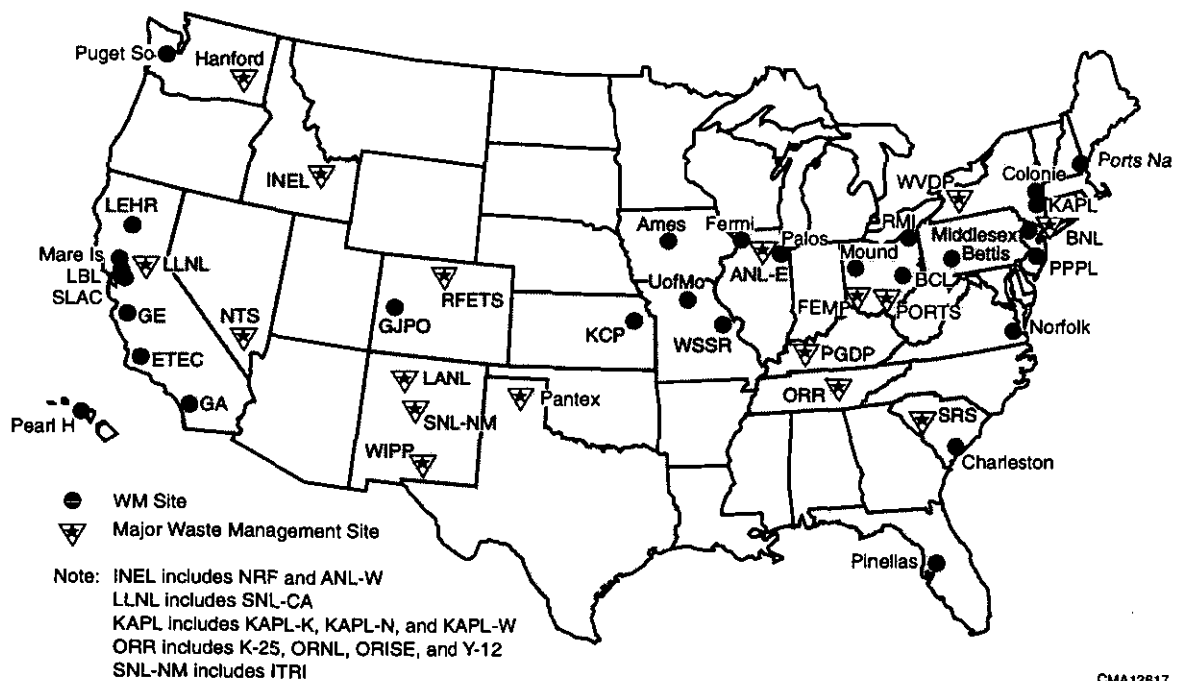 Puget So
Hanford
INEL
LEHR
Mare Is
LBL
SLAC
LLNL
GE
NTS
ETEC
GA
Pearl H
GJPO
RFETS
LANL
SNL-NM
WIPP
Pantex
KCP
Ames
UofMo
WSSR
Fermi
ANL-E
Palos
Mound
RMI
BCL
FEMP
PORTS
PGDP
ORR
WVDP
Colonie
Ports Na
KAPL
Middlesex
BNL
Bettis
PPPL
Norfolk
SRS
Charleston
Pinellas
WM Site
Major Waste Management Site
Note: INEL includes NRF and ANL-W
LLNL includes SNL-CA
KAPL includes KAPL-K, KAPL-N, and KAPL-W
ORR includes K-25, ORNL, ORISE, and Y-12
SNL-NM includes ITRI
CMA12617